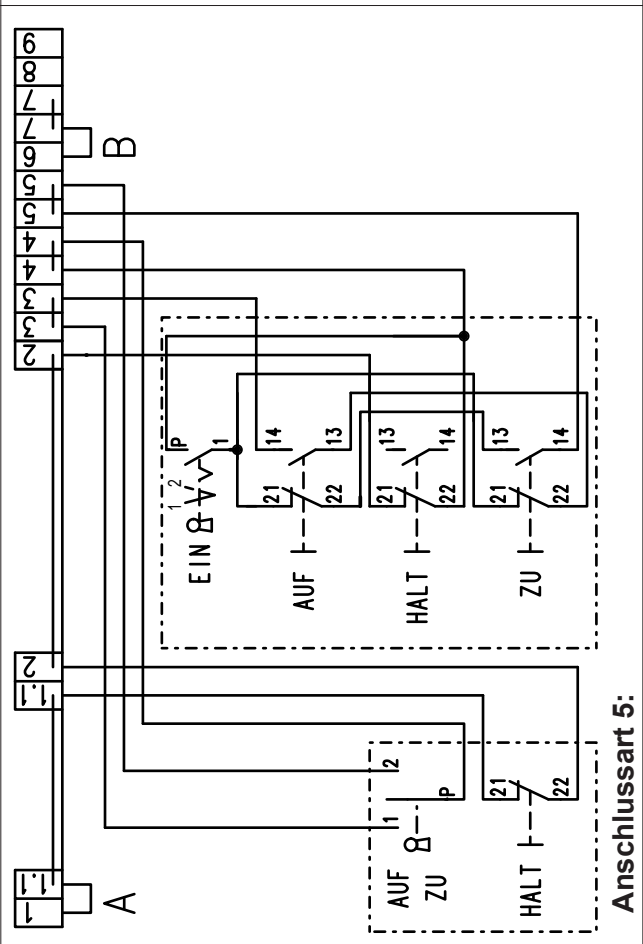 1 1.1 1.1 2 2 3 3 4 4 5 5 6 7 7 8 9
A
B
EIN 1 2 P 1
AUF 21 22 14 13
HALT 21 22 13 14
ZU 21 22 13 14
AUF 1 P 2
ZU
HALT 21 22
Anschlussart 5: